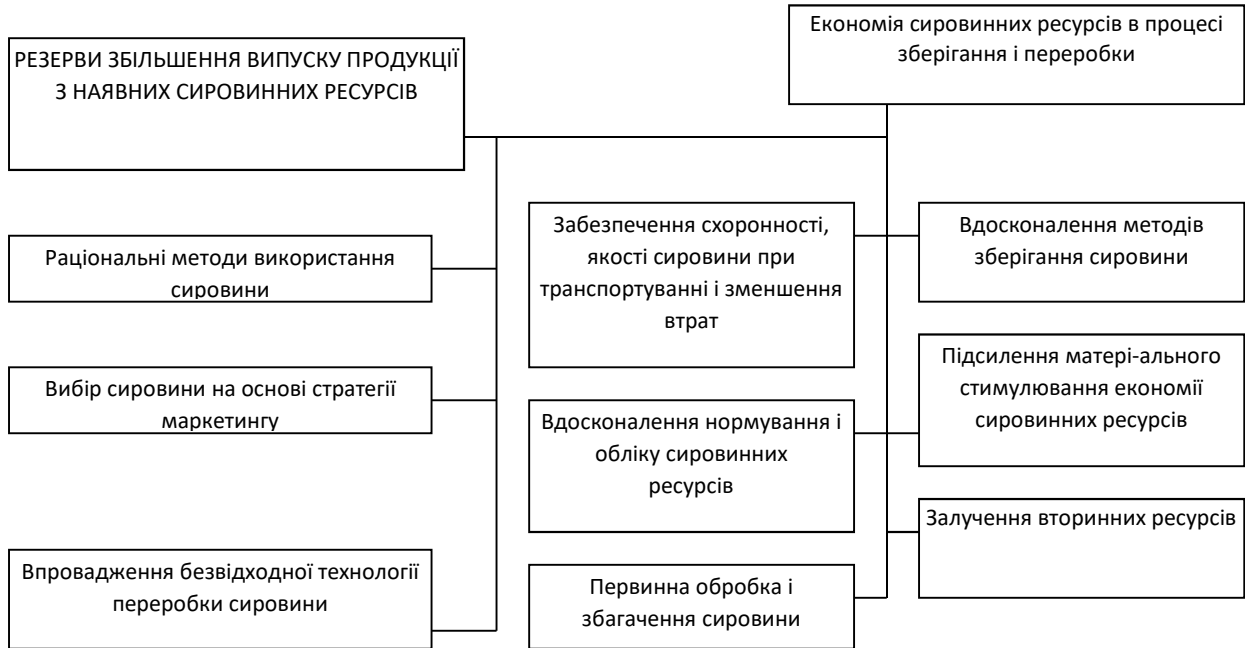 РЕЗЕРВИ ЗБІЛЬШЕННЯ ВИПУСКУ ПРОДУКЦІЇ
З НАЯВНИХ СИРОВИННИХ РЕСУРСІВ
Економія сировинних ресурсів в процесі
зберігання і переробки
Раціональні методи використання
сировини
Вибір сировини на основі стратегії
маркетингу
Впровадження безвідходної технології
переробки сировини
Забезпечення схоронності,
якості сировини при
транспортуванні і зменшення
втрат
Вдосконалення нормування і
обліку сировинних
ресурсів
Первинна обробка і
збагачення сировини
Вдосконалення методів
зберігання сировини
Підсилення матері-ального
стимулювання економії
сировинних ресурсів
Залучення вторинних ресурсів